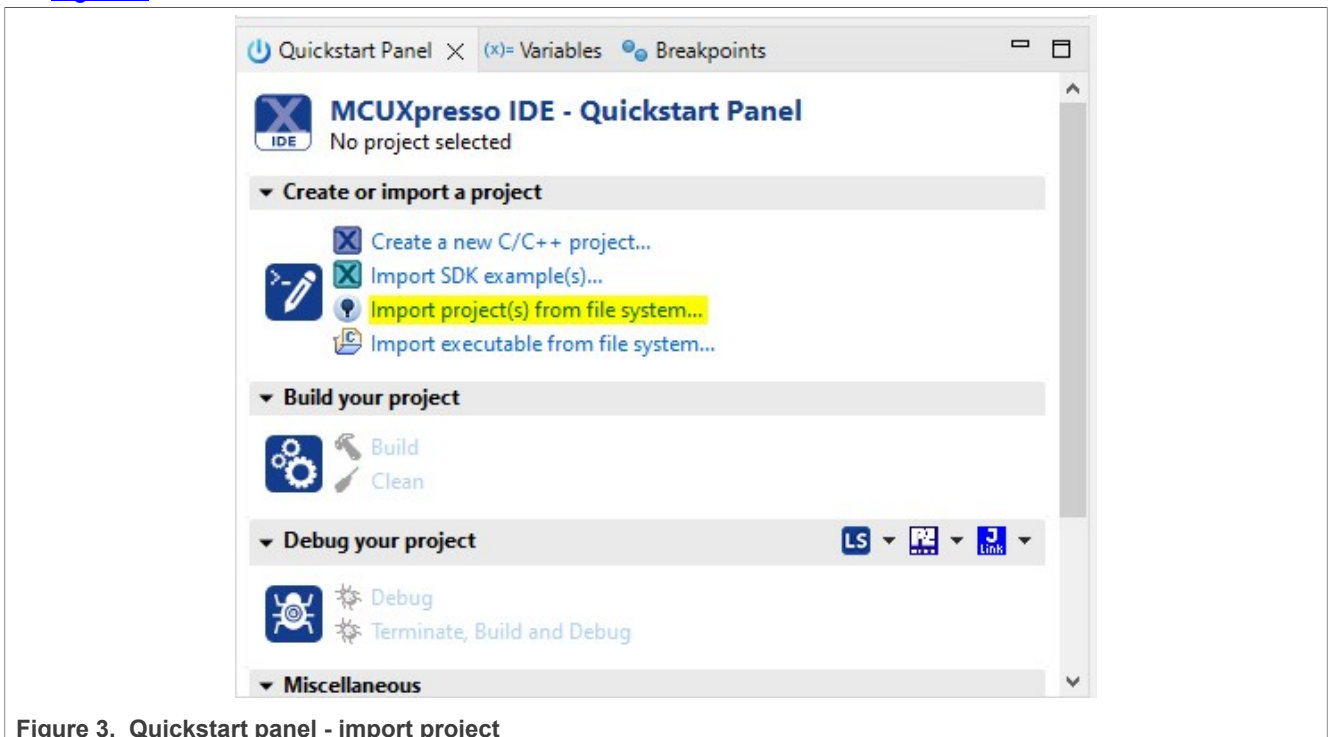 Quickstart Panel (x)= Variables Breakpoints
MCUXpresso IDE - Quickstart Panel
IDE No project selected
Create or import a project
Create a new C/C++ project...
Import SDK example(s)...
Import project(s) from file system...
Import executable from file system...
Build your project
Build
Clean
Debug your project LS J Link
Debug
Terminate, Build and Debug
Miscellaneous
Figure 3. Quickstart panel - import project